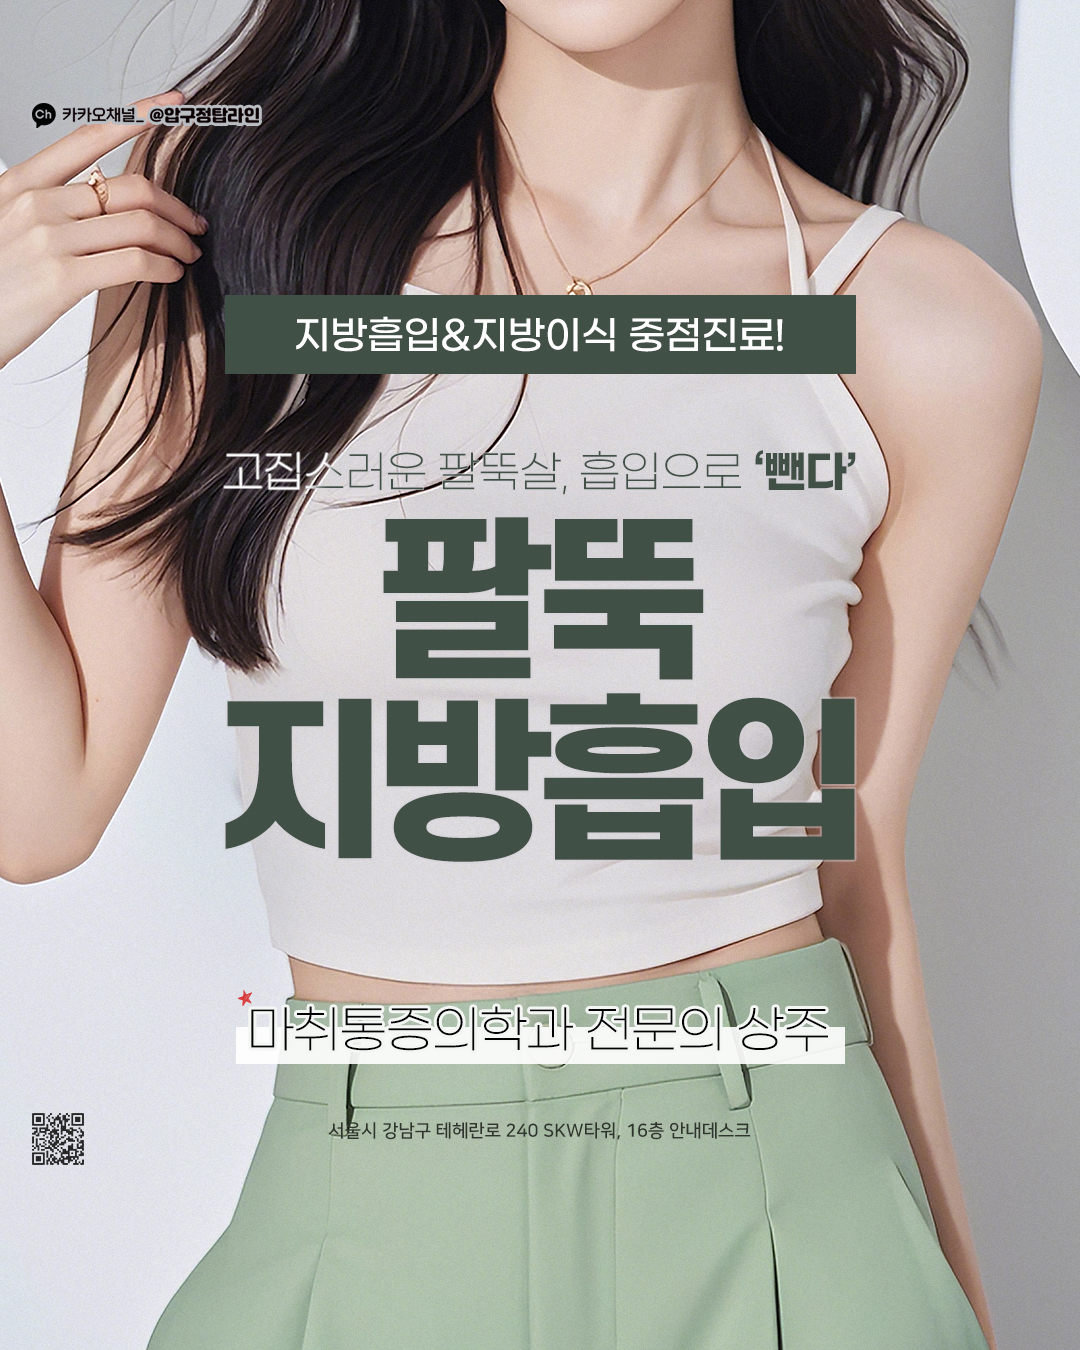 Ch 카카오채널_ @압구정탑라인
지방흡입&지방이식 중점진료!
고집스러운 팔뚝살, 흡입으로 ‘뺀다’
팔뚝
지방흡입
마취통증의학과 전문의 상주
서울시 강남구 테헤란로 240 SKW타워, 16층 안내데스크